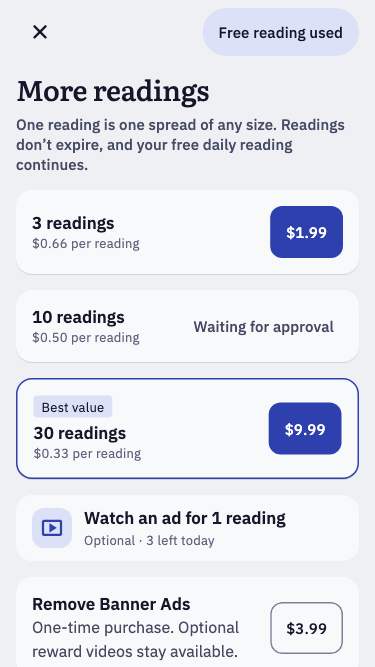 Free reading used
More readings
One reading is one spread of any size. Readings
don’t expire, and your free daily reading
continues.
3 readings
$0.66 per reading
$1.99
10 readings
$0.50 per reading
Waiting for approval
Best value
30 readings
$0.33 per reading
$9.99
Watch an ad for 1 reading
Optional · 3 left today
Remove Banner Ads
One-time purchase. Optional
reward videos stay available.
$3.99